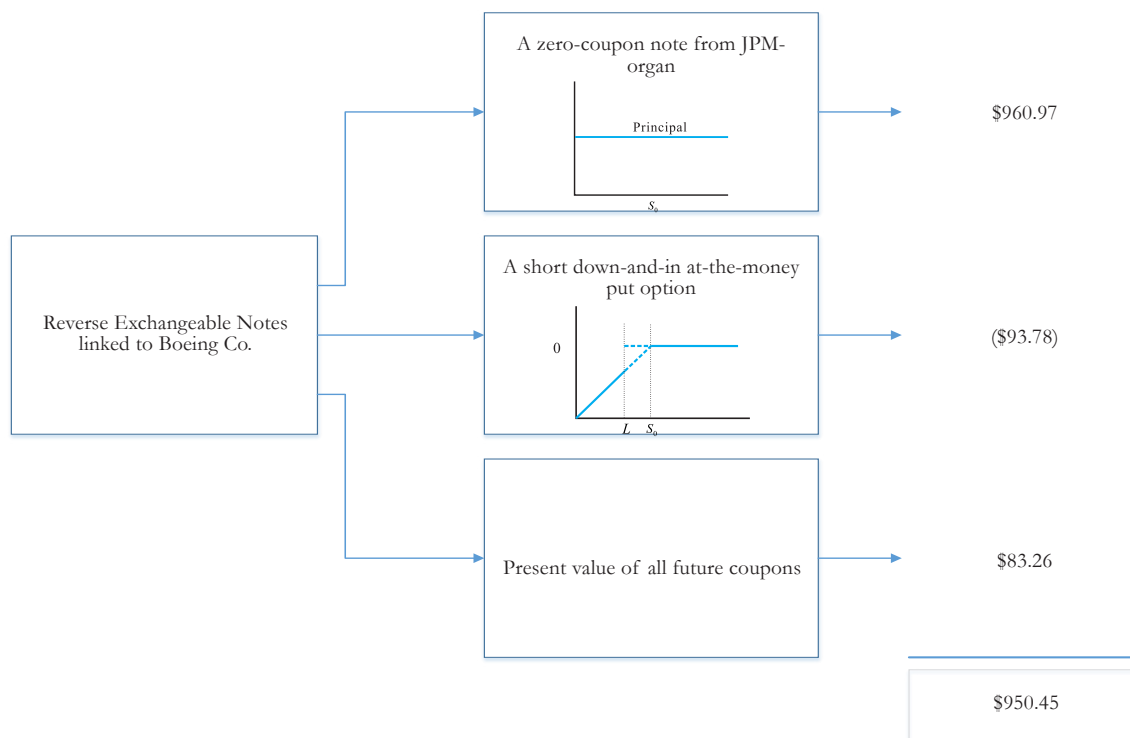 A zero-coupon note from JPM-
organ
Principal
S₀
$960.97
Reverse Exchangeable Notes
linked to Boeing Co.
A short down-and-in at-the-money
put option
0
L S₀
($93.78)
Present value of all future coupons
$83.26
$950.45